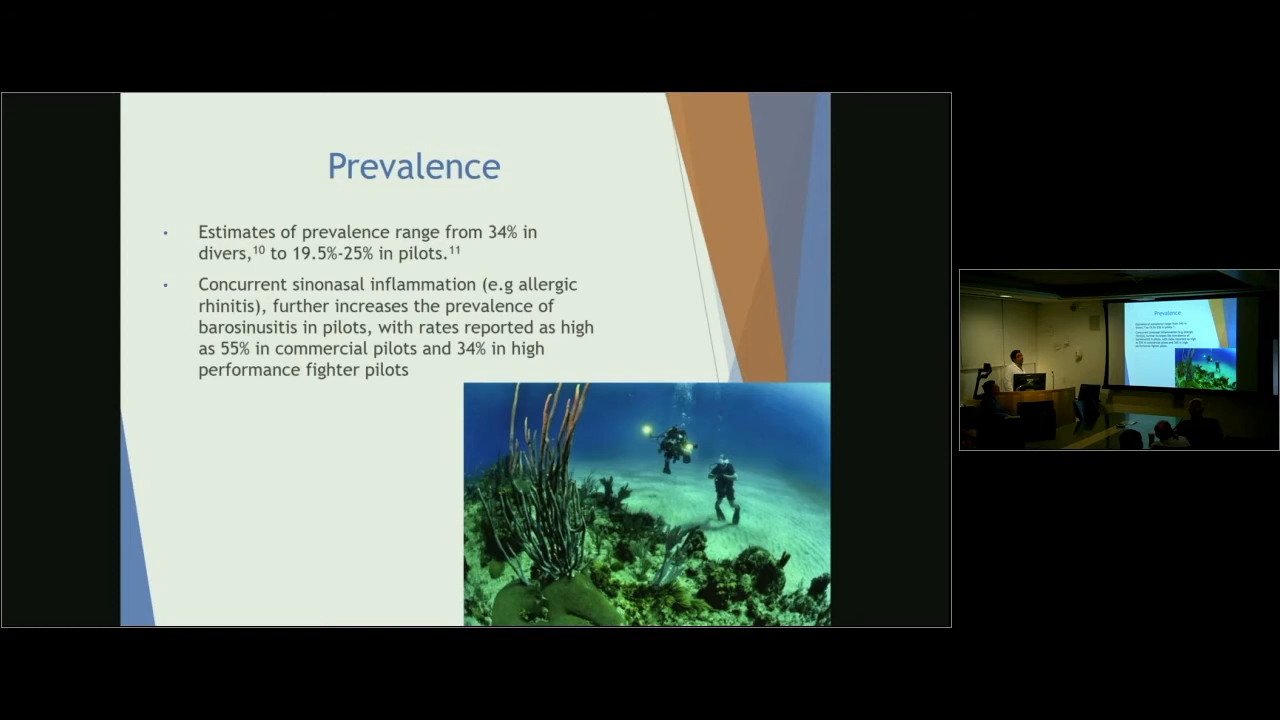 Prevalence
• Estimates of prevalence range from 34% in
divers,¹⁰ to 19.5%-25% in pilots.¹¹
• Concurrent sinonasal inflammation (e.g allergic
rhinitis), further increases the prevalence of
barosinusitis in pilots, with rates reported as high
as 55% in commercial pilots and 34% in high
performance fighter pilots
Prevalence